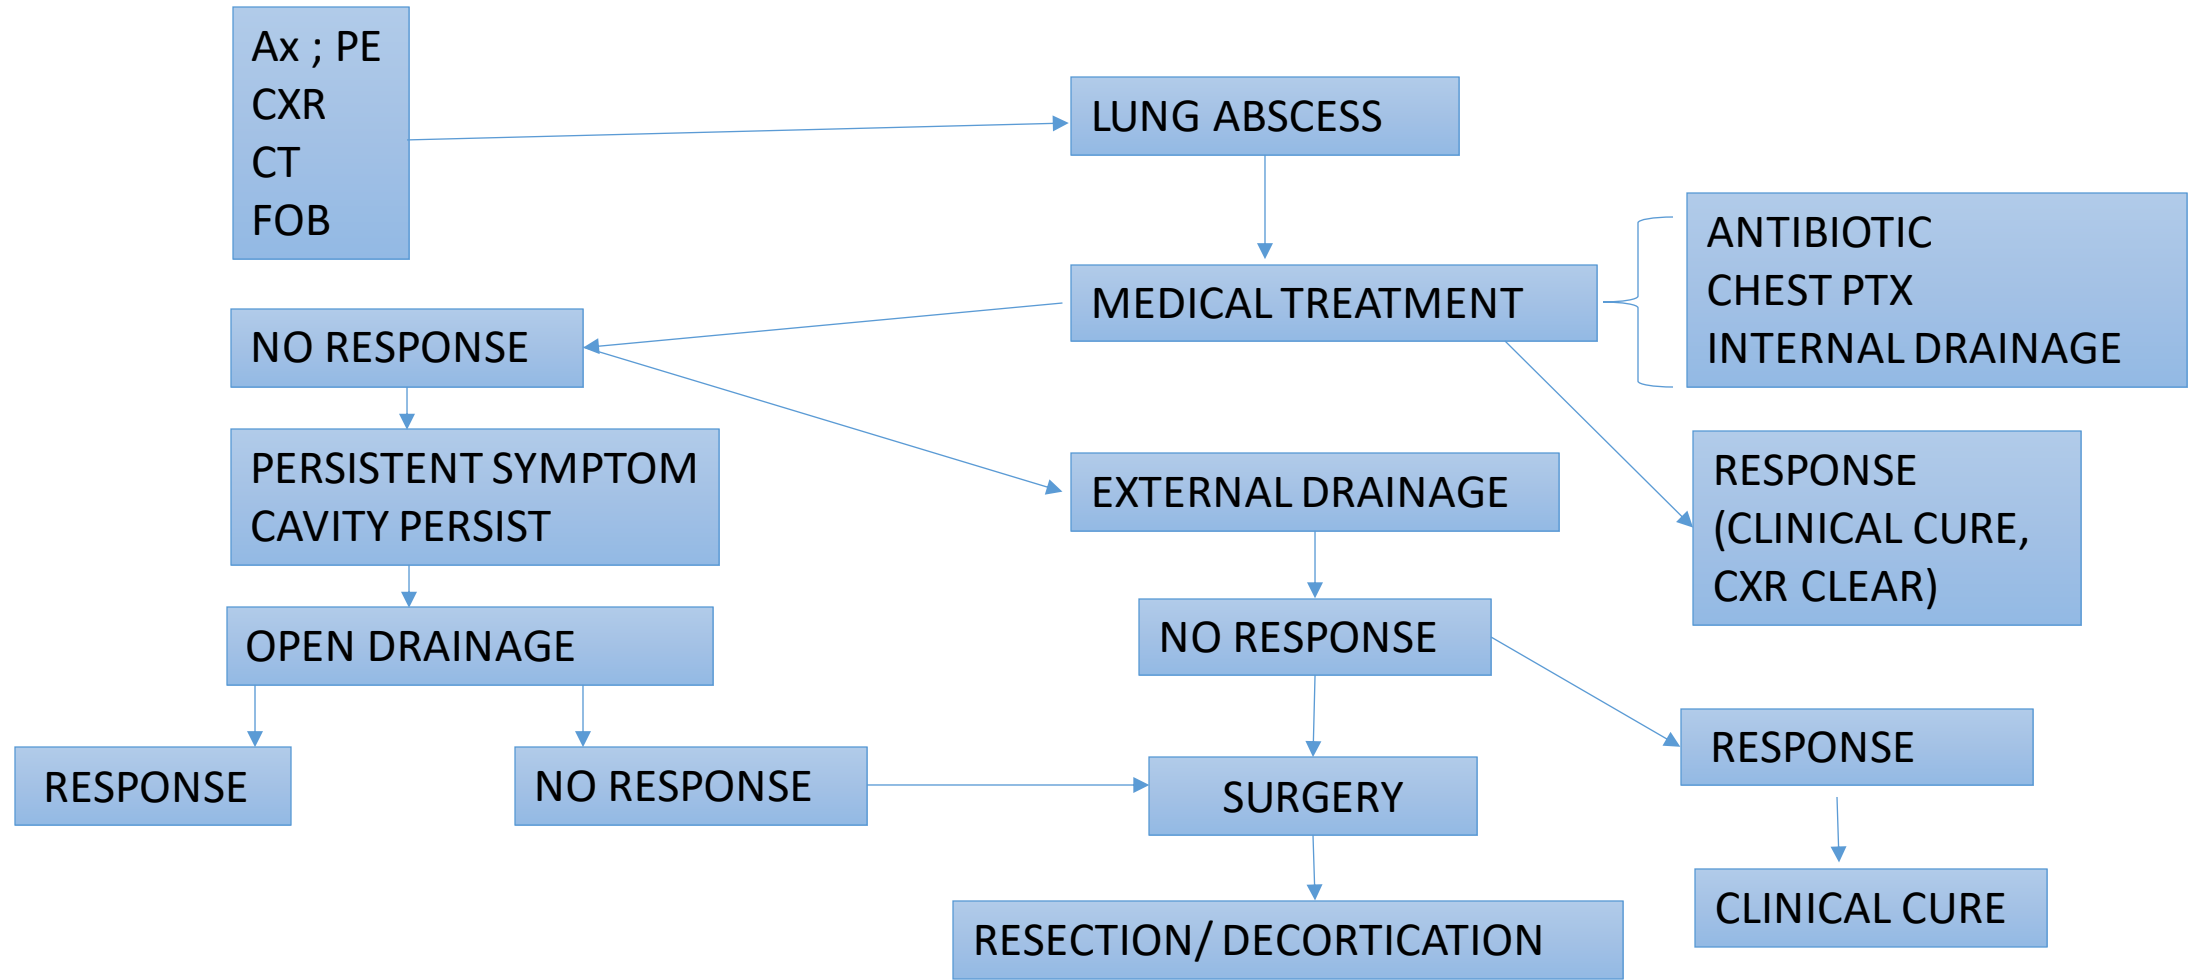 Ax ; PE
CXR
CT
FOB
LUNG ABSCESS
MEDICAL TREATMENT
ANTIBIOTIC
CHEST PTX
INTERNAL DRAINAGE
NO RESPONSE
PERSISTENT SYMPTOM
CAVITY PERSIST
EXTERNAL DRAINAGE
RESPONSE
(CLINICAL CURE,
CXR CLEAR)
OPEN DRAINAGE
NO RESPONSE
RESPONSE
NO RESPONSE
SURGERY
RESPONSE
CLINICAL CURE
RESECTION/ DECORTICATION